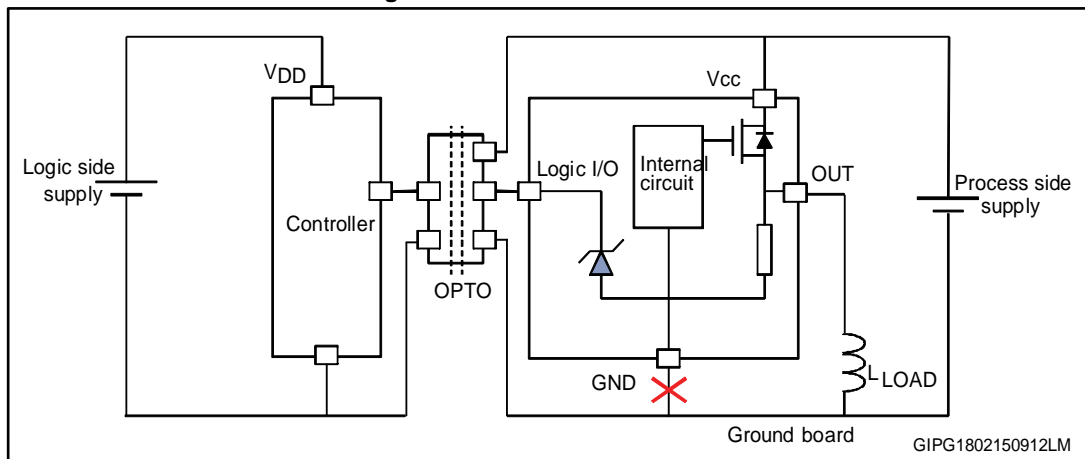 VDD
Vcc
Logic side
supply
Controller
OPTO
Logic I/O
Internal
circuit
OUT
Process side
supply
GND
LLOAD
Ground board
GIPG1802150912LM